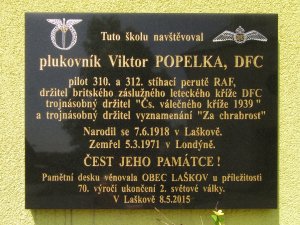 Tuto školu navštěvoval
plukovník Viktor POPELKA, DFC
pilot 310. a 312. stíhací perutě RAF,
držitel britského záslužného leteckého kříže DFC
trojnásobný držitel "Čs. válečného kříže 1939"
a trojnásobný držitel vyznamenání "Za chrabrost"
Narodil se 7.6.1918 v Laškově.
Zemřel 5.3.1971 v Londýně.
ČEST JEHO PAMÁTCE !
Pamětní desku věnovala OBEC LAŠKOV u příležitosti
70. výročí ukončení 2. světové války.
V Laškově 8.5.2015